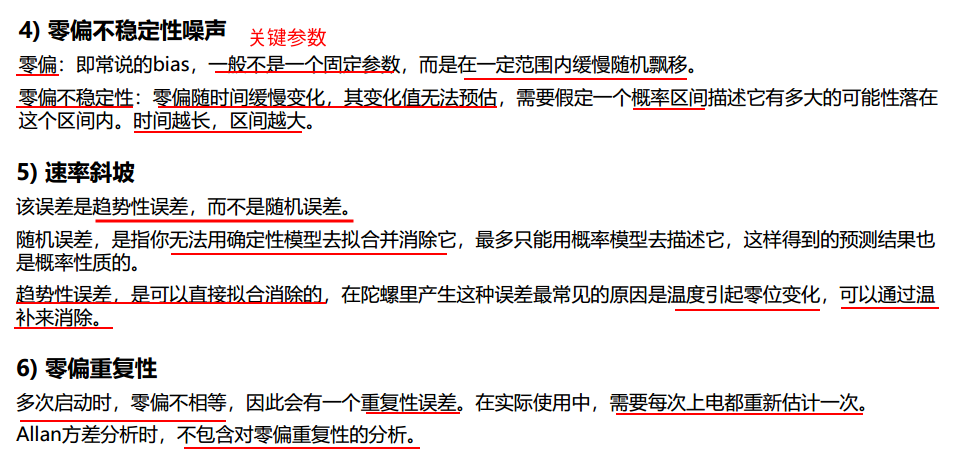 4) 零偏不稳定性噪声 关键参数
零偏：即常说的bias，一般不是一个固定参数，而是在一定范围内缓慢随机飘移。
零偏不稳定性：零偏随时间缓慢变化，其变化值无法预估，需要假定一个概率区间描述它有多大的可能性落在
这个区间内。时间越长，区间越大。
5) 速率斜坡
该误差是趋势性误差，而不是随机误差。
随机误差，是指你无法用确定性模型去拟合并消除它，最多只能用概率模型去描述它，这样得到的预测结果也
是概率性质的。
趋势性误差，是可以直接拟合消除的，在陀螺里产生这种误差最常见的原因是温度引起零位变化，可以通过温
补来消除。
6) 零偏重复性
多次启动时，零偏不相等，因此会有一个重复性误差。在实际使用中，需要每次上电都重新估计一次。
Allan方差分析时，不包含对零偏重复性的分析。